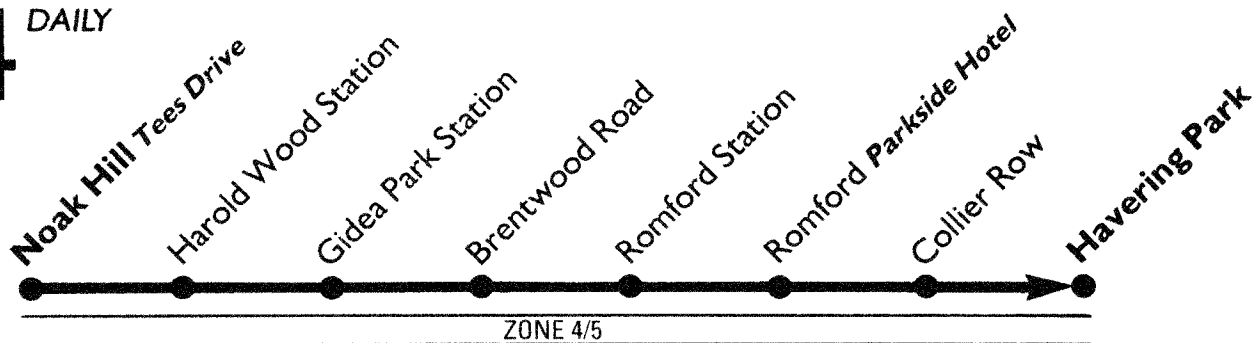 DAILY
Noak Hill Tees Drive
Harold Wood Station
Gidea Park Station
Brentwood Road
Romford Station
Romford Parkside Hotel
Collier Row
Havering Park
ZONE 4/5